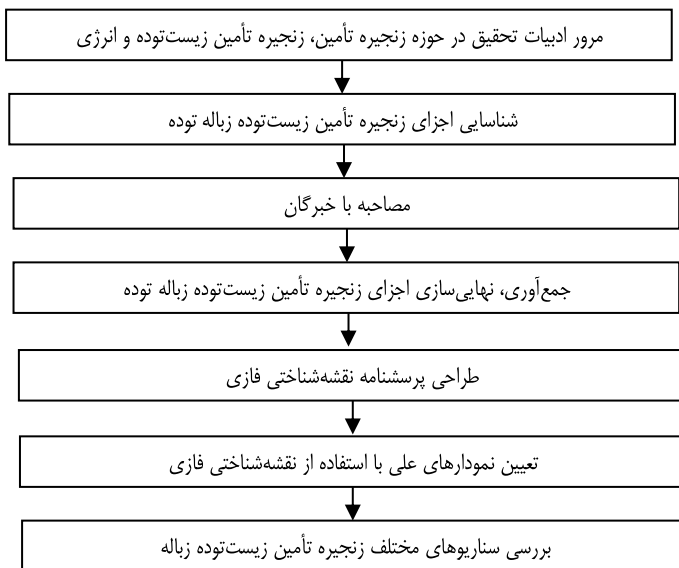 مرور ادبیات تحقیق در حوزه زنجیره تأمین، زنجیره تأمین زیست‌توده و انرژی
شناسایی اجزای زنجیره تأمین زیست‌توده زباله توده
مصاحبه با خبرگان
جمع‌آوری، نهایی‌سازی اجزای زنجیره تأمین زیست‌توده زباله توده
طراحی پرسشنامه نقشه‌شناختی فازی
تعیین نمودارهای علی با استفاده از نقشه‌شناختی فازی
بررسی سناریوهای مختلف زنجیره تأمین زیست‌توده زباله